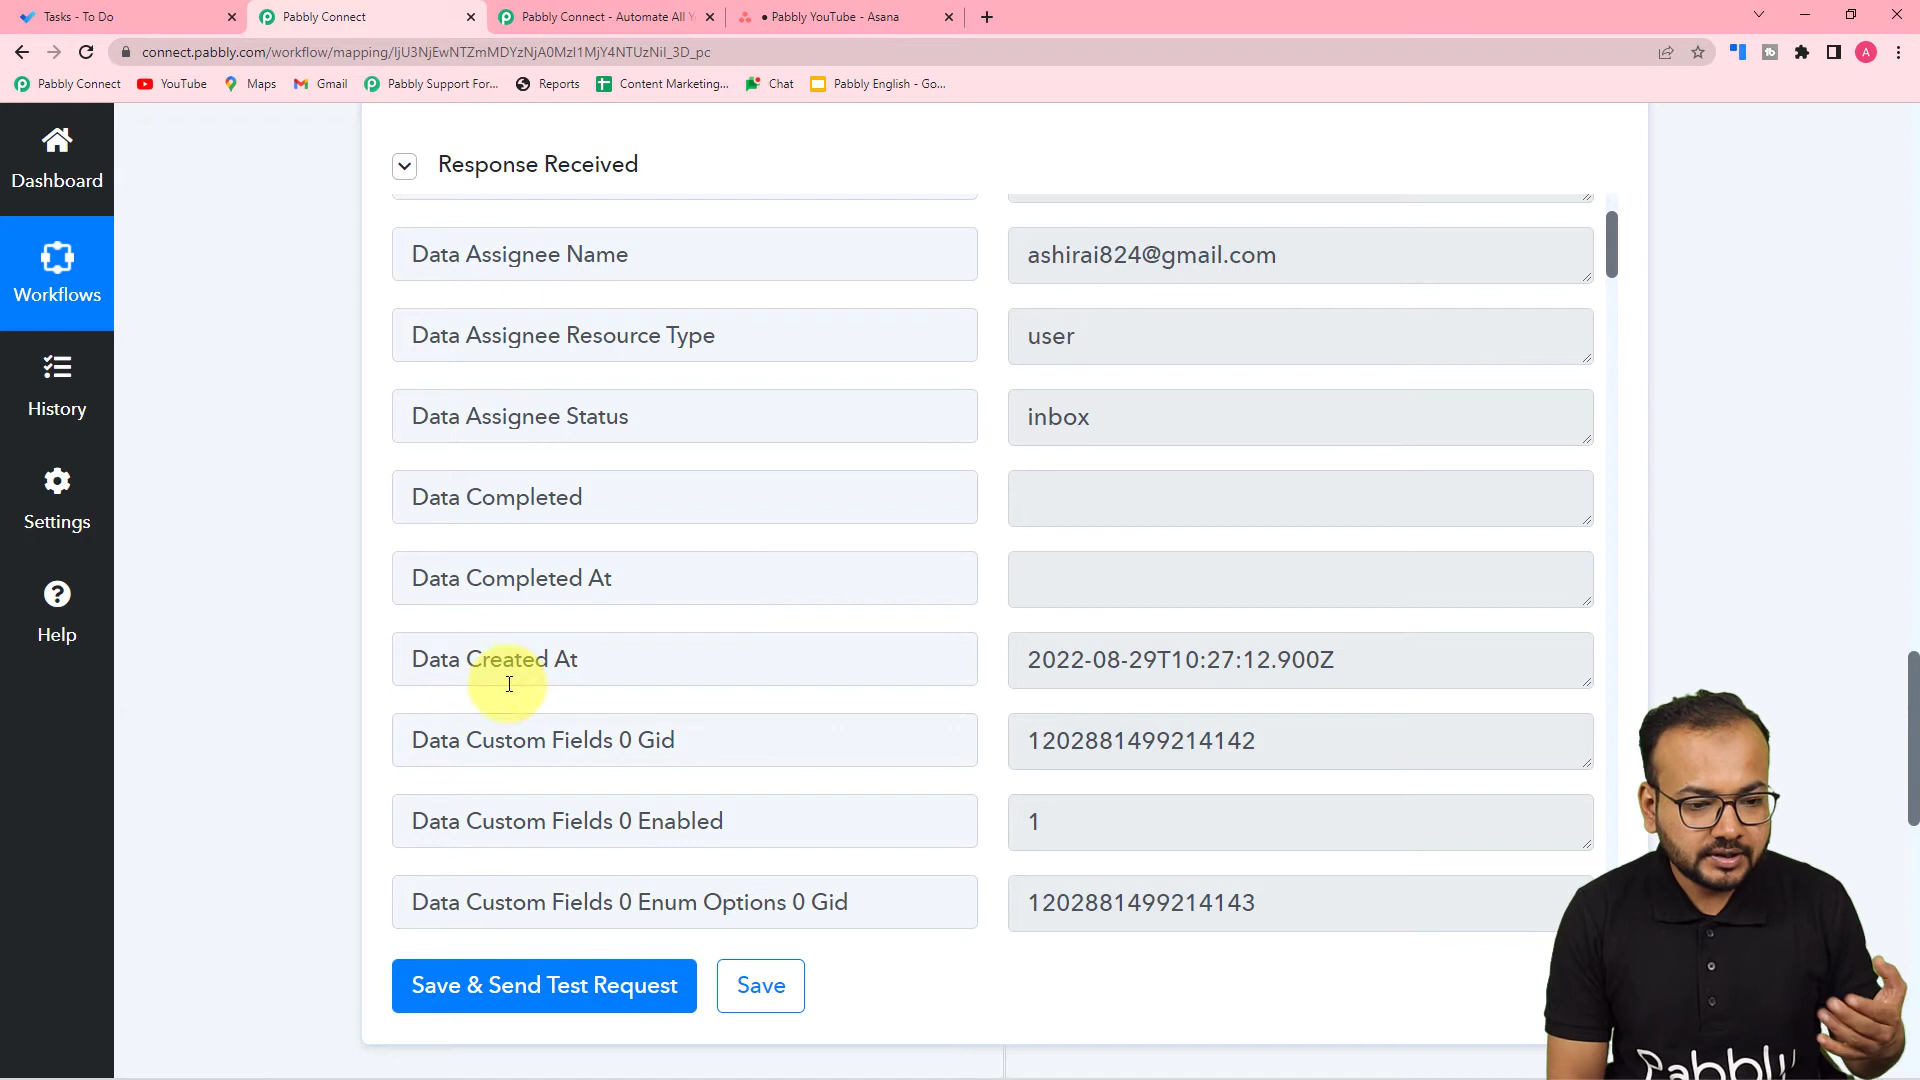 Tasks - To Do
Pabbly Connect
Pabbly Connect - Automate All Y
• Pabbly YouTube - Asana
connect.pabbly.com/workflow/mapping/IjU3NjEwNTZmMDYzNjA0MzI1MjY4NTUzNiI_3D_pc
A
Pabbly Connect
YouTube
Maps
Gmail
Pabbly Support For...
Reports
Content Marketing...
Chat
Pabbly English - Go...
Dashboard
Workflows
History
Settings
Help
Response Received
Data Assignee Name
ashirai824@gmail.com
Data Assignee Resource Type
user
Data Assignee Status
inbox
Data Completed
Data Completed At
Data Created At
2022-08-29T10:27:12.900Z
Data Custom Fields 0 Gid
1202881499214142
Data Custom Fields 0 Enabled
1
Data Custom Fields 0 Enum Options 0 Gid
1202881499214143
Save & Send Test Request
Save
Pabbly